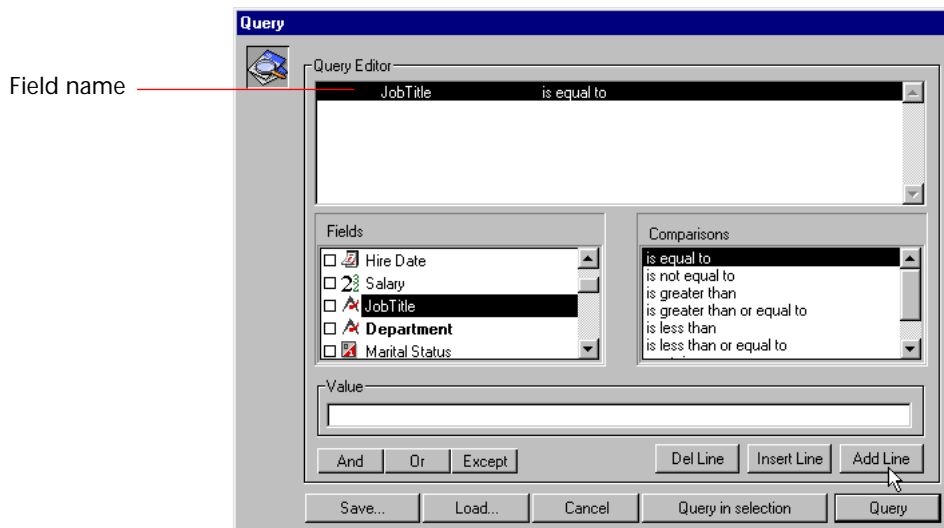 Query
Field name
Query Editor
JobTitle is equal to
Fields
Hire Date
Salary
JobTitle
Department
Marital Status
Comparisons
is equal to
is not equal to
is greater than
is greater than or equal to
is less than
is less than or equal to
Value
And Or Except Del Line Insert Line Add Line
Save... Load... Cancel Query in selection Query